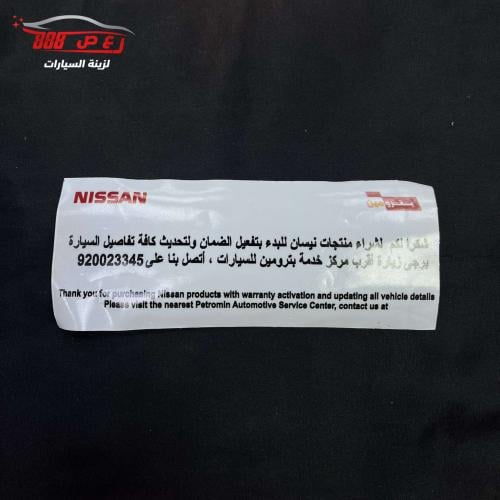 888 ر ع ص
لزينة السيارات
NISSAN
بترومين
شكرا لكم لشراء منتجات نيسان للبدء بتفعيل الضمان ولتحديث كافة تفاصيل السيارة
يرجى زيارة أقرب مركز خدمة بترومين للسيارات ، أتصل بنا على 920023345
Thank you for purchasing Nissan products with warranty activation and updating all vehicle details
Please visit the nearest Petromin Automotive Service Center, contact us at